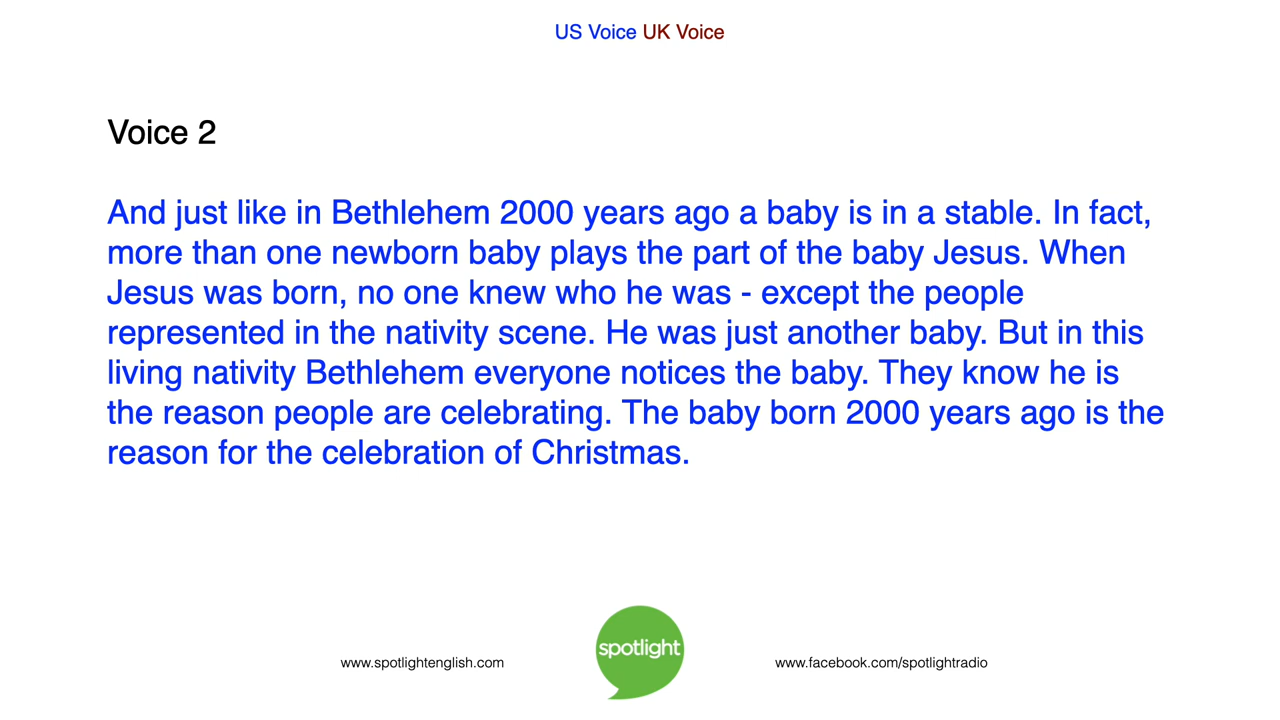 US Voice UK Voice
Voice 2
And just like in Bethlehem 2000 years ago a baby is in a stable. In fact,
more than one newborn baby plays the part of the baby Jesus. When
Jesus was born, no one knew who he was - except the people
represented in the nativity scene. He was just another baby. But in this
living nativity Bethlehem everyone notices the baby. They know he is
the reason people are celebrating. The baby born 2000 years ago is the
reason for the celebration of Christmas.
www.spotlightenglish.com
spotlight
www.facebook.com/spotlightradio